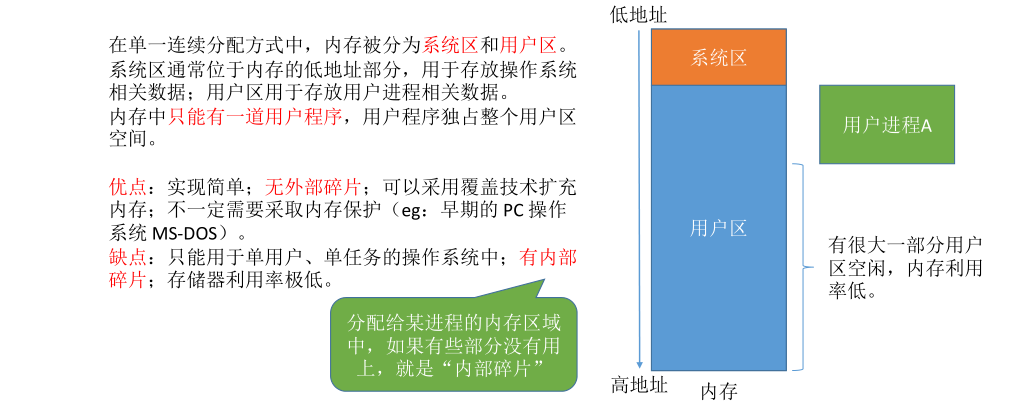 在单一连续分配方式中，内存被分为系统区和用户区。
系统区通常位于内存的低地址部分，用于存放操作系统
相关数据；用户区用于存放用户进程相关数据。
内存中只能有一道用户程序，用户程序独占整个用户区
空间。
优点：实现简单；无外部碎片；可以采用覆盖技术扩充
内存；不一定需要采取内存保护（eg：早期的 PC 操作
系统 MS-DOS）。
缺点：只能用于单用户、单任务的操作系统中；有内部
碎片；存储器利用率极低。
分配给某进程的内存区域
中，如果有些部分没有用
上，就是“内部碎片”
低地址
系统区
用户区
高地址
内存
用户进程A
有很大一部分用户
区空闲，内存利用
率低。